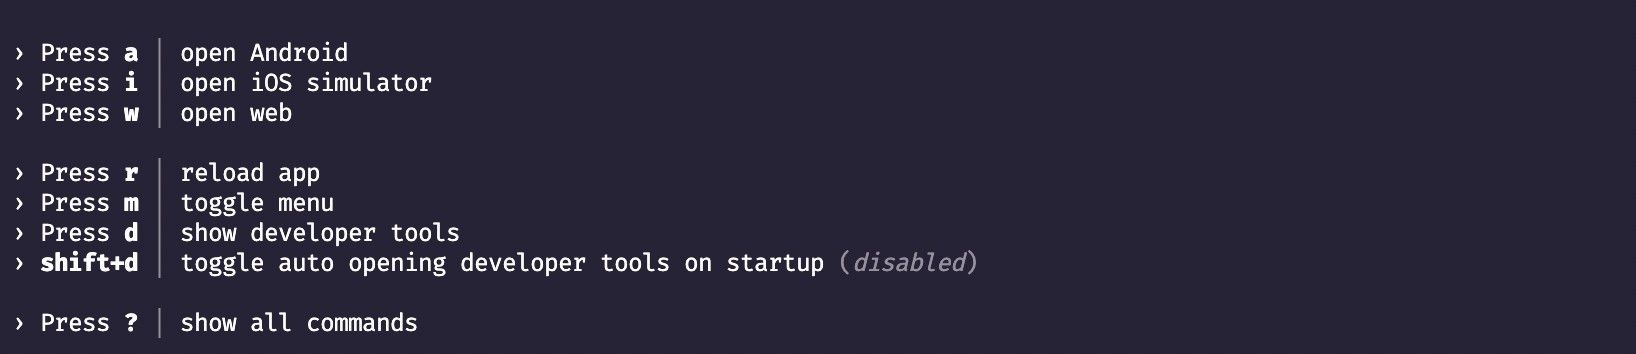 › Press a │ open Android
› Press i │ open iOS simulator
› Press w │ open web
› Press r │ reload app
› Press m │ toggle menu
› Press d │ show developer tools
› shift+d │ toggle auto opening developer tools on startup (disabled)
› Press ? │ show all commands